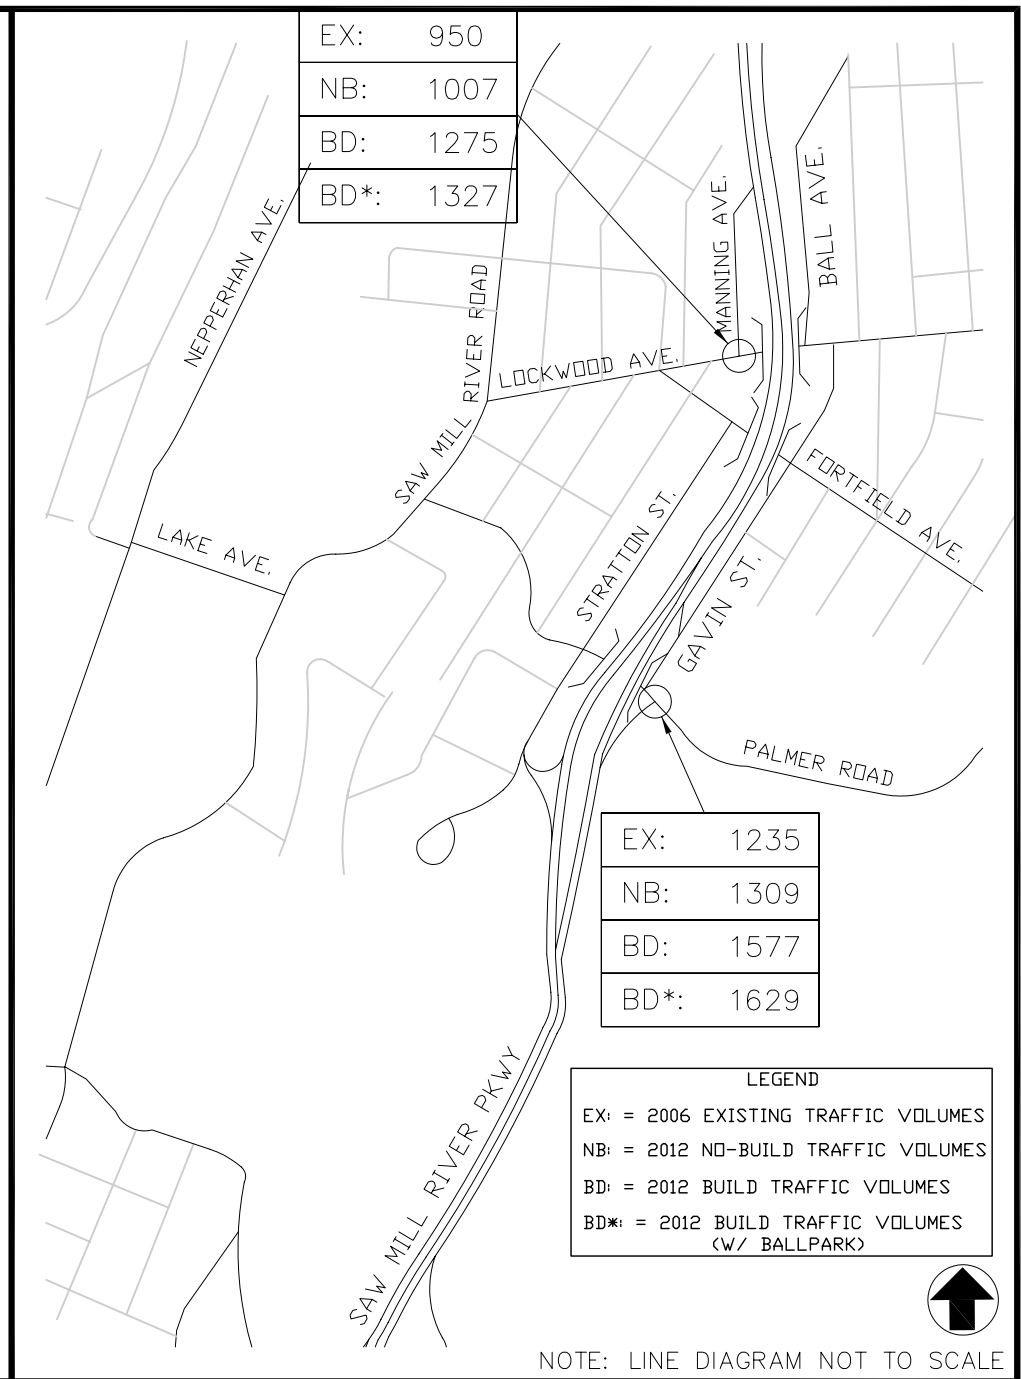 EX: 950
NB: 1007
BD: 1275
BD*: 1327
NEPPERHAN AVE.
SAW MILL RIVER ROAD
MANNING AVE.
BALL AVE.
LOCKWOOD AVE.
LAKE AVE.
STRATTON ST.
FORTFIELD AVE.
GAVIN ST.
PALMER ROAD
EX: 1235
NB: 1309
BD: 1577
BD*: 1629
SAW MILL RIVER PKWY
LEGEND
EX: = 2006 EXISTING TRAFFIC VOLUMES
NB: = 2012 NO-BUILD TRAFFIC VOLUMES
BD: = 2012 BUILD TRAFFIC VOLUMES
BD*: = 2012 BUILD TRAFFIC VOLUMES
(W/ BALLPARK)
NOTE: LINE DIAGRAM NOT TO SCALE